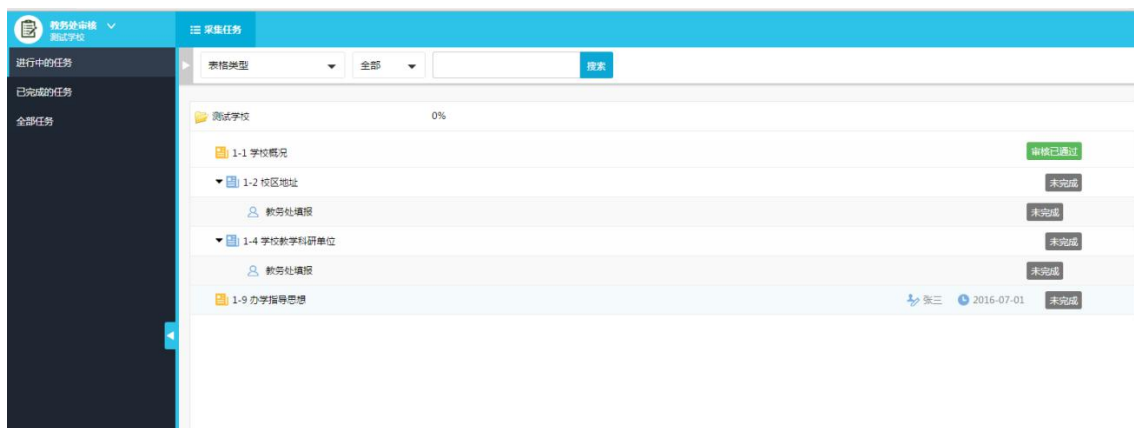 教务处审核
测试学校
采集任务
进行中的任务
已完成的任务
全部任务
表格类型 全部 搜索
测试学校 0%
1-1 学校概况 审核已通过
1-2 校区地址 未完成
教务处填报 未完成
1-4 学校教学科研单位 未完成
教务处填报 未完成
1-9 办学指导思想 张三 2016-07-01 未完成